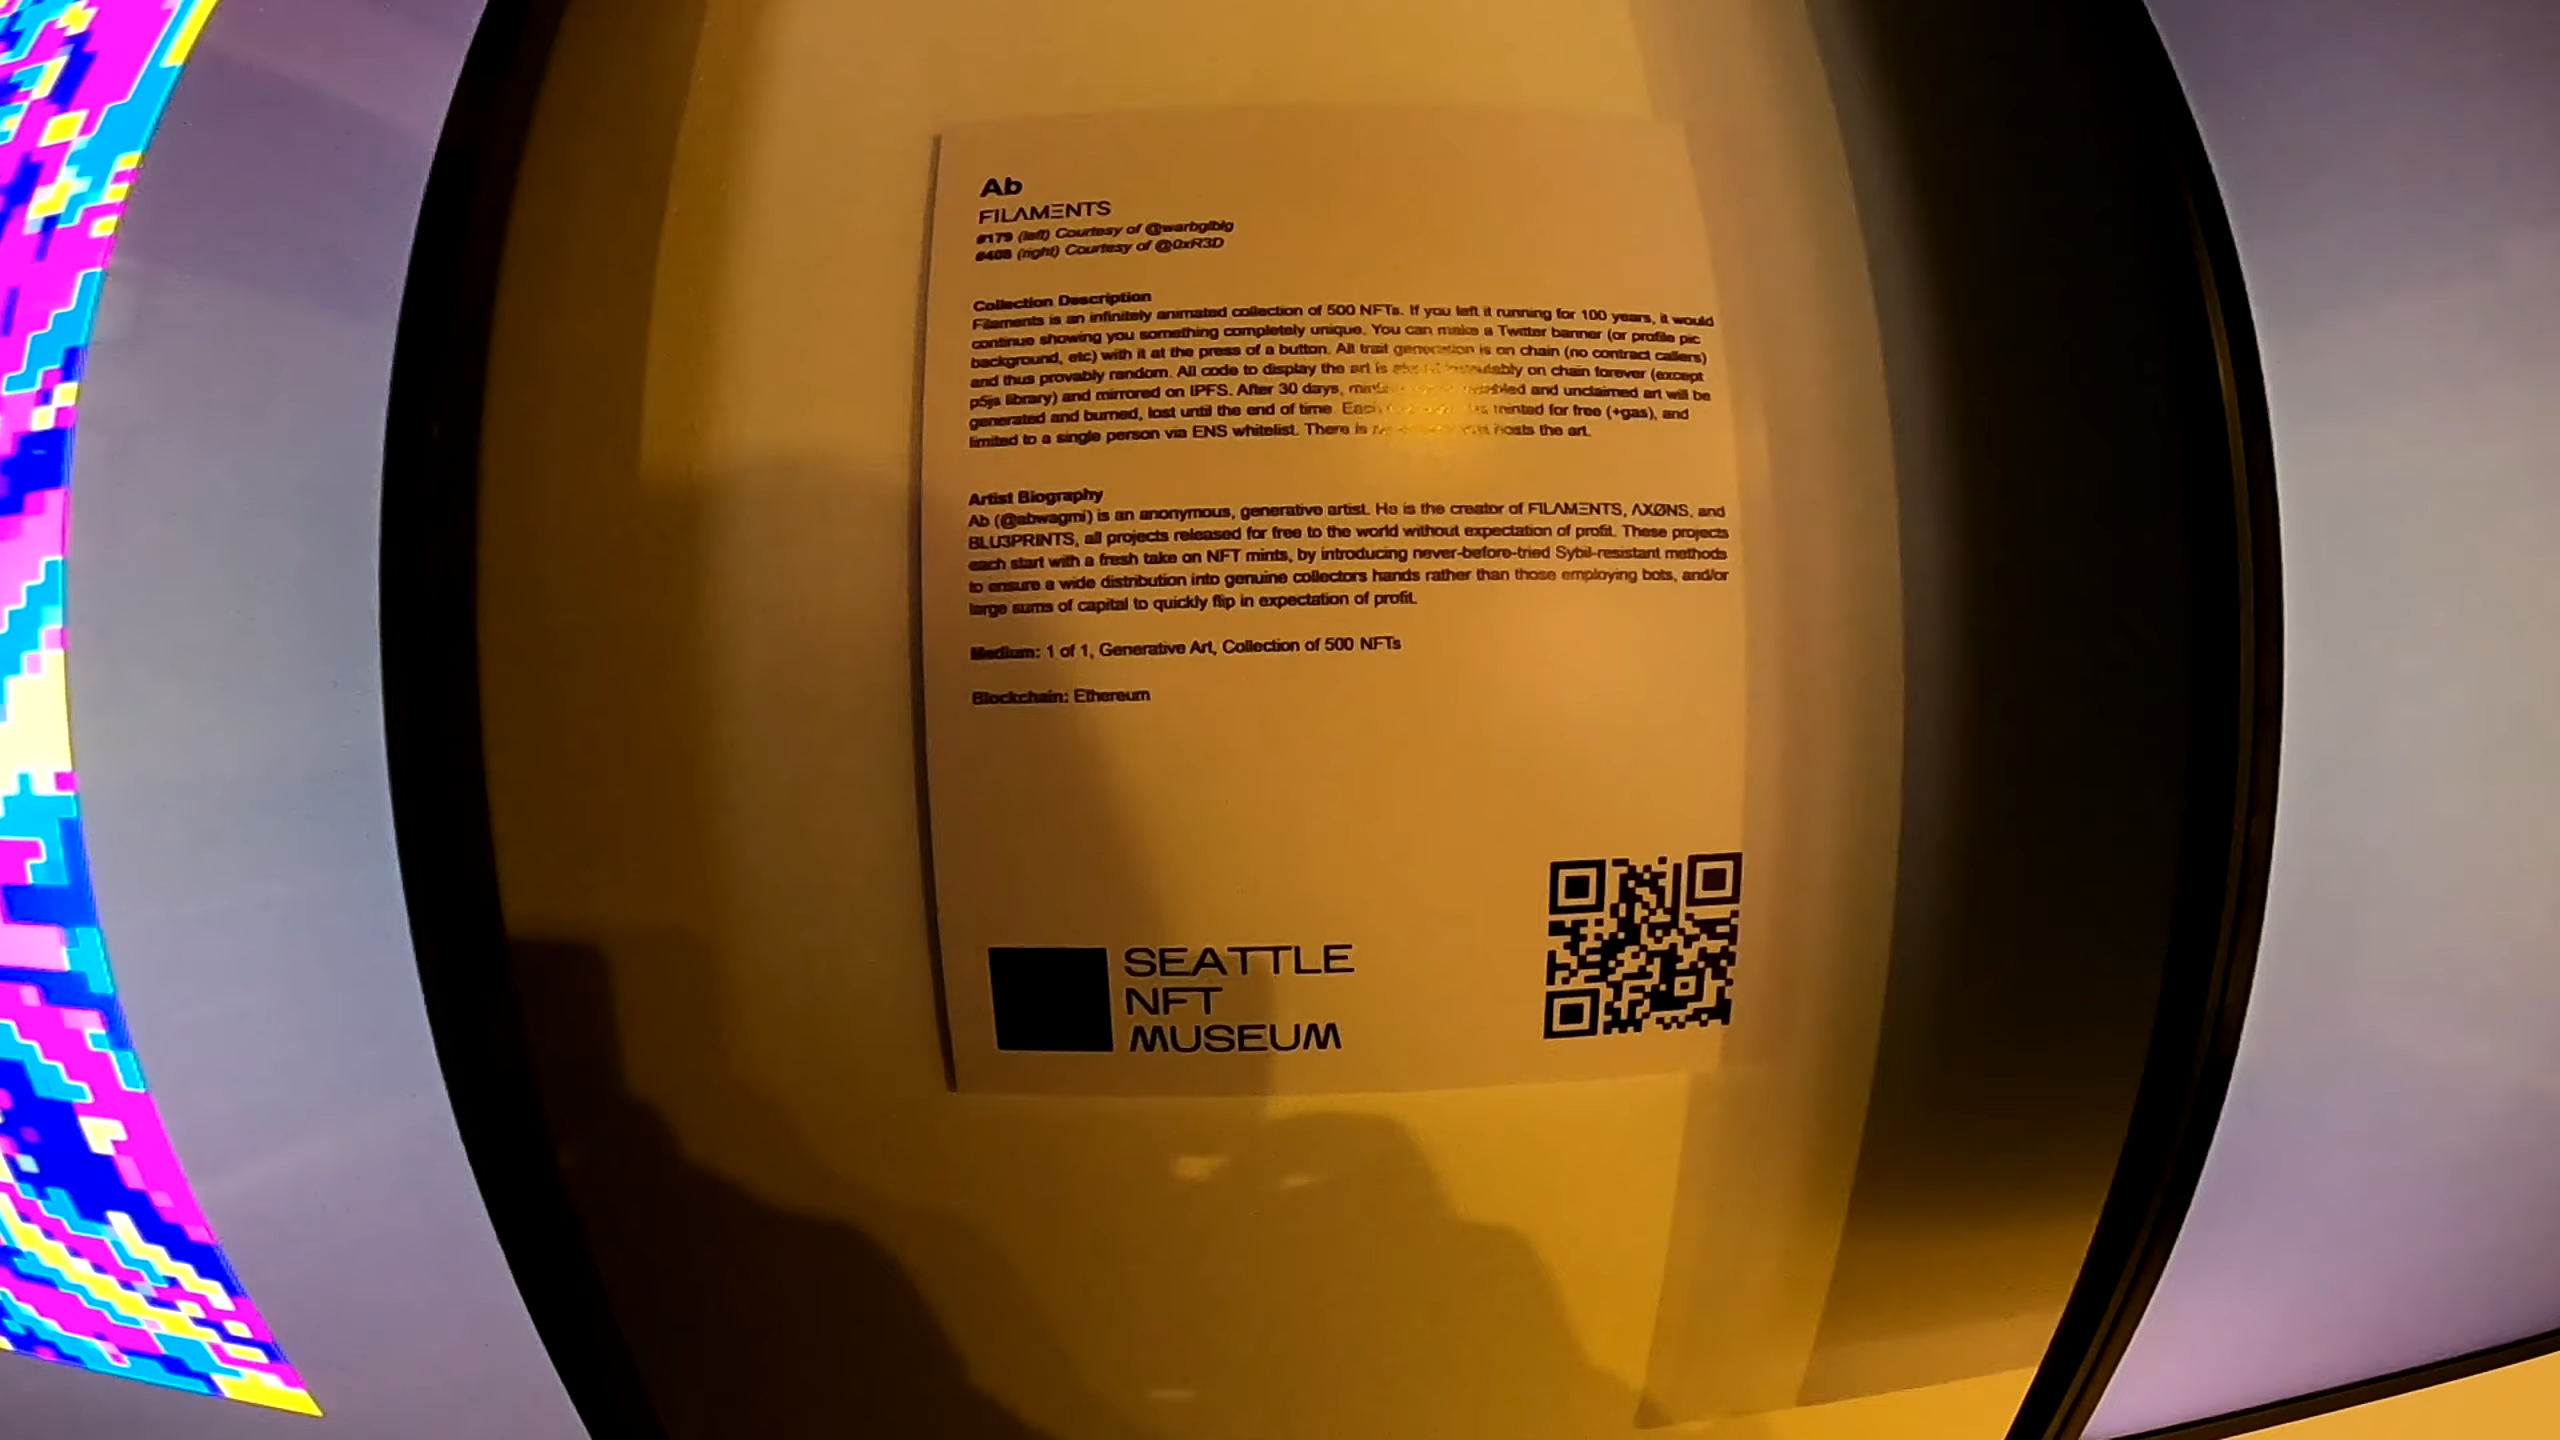 Ab
FILΛMΞNTS
#179 (left) Courtesy of @warbglblg
#408 (right) Courtesy of @0xR3D
Collection Description
Filaments is an infinitely animated collection of 500 NFTs. If you left it running for 100 years, it would
continue showing you something completely unique. You can make a Twitter banner (or profile pic
background, etc) with it at the press of a button. All trait generation is on chain (no contract callers)
and thus provably random. All code to display the art is immutably on chain forever (except
p5js library) and mirrored on IPFS. After 30 days, and unclaimed art will be
generated and burned, lost until the end of time. Each minted for free (+gas), and
limited to a single person via ENS whitelist. There is hosts the art.
Artist Biography
Ab (@abwagmi) is an anonymous, generative artist. He is the creator of FILΛMΞNTS, ΛXØNS, and
BLU3PRINTS, all projects released for free to the world without expectation of profit. These projects
each start with a fresh take on NFT mints, by introducing never-before-tried Sybil-resistant methods
to ensure a wide distribution into genuine collectors hands rather than those employing bots, and/or
large sums of capital to quickly flip in expectation of profit.
Medium: 1 of 1, Generative Art, Collection of 500 NFTs
Blockchain: Ethereum
SEATTLE
NFT
MUSEUM